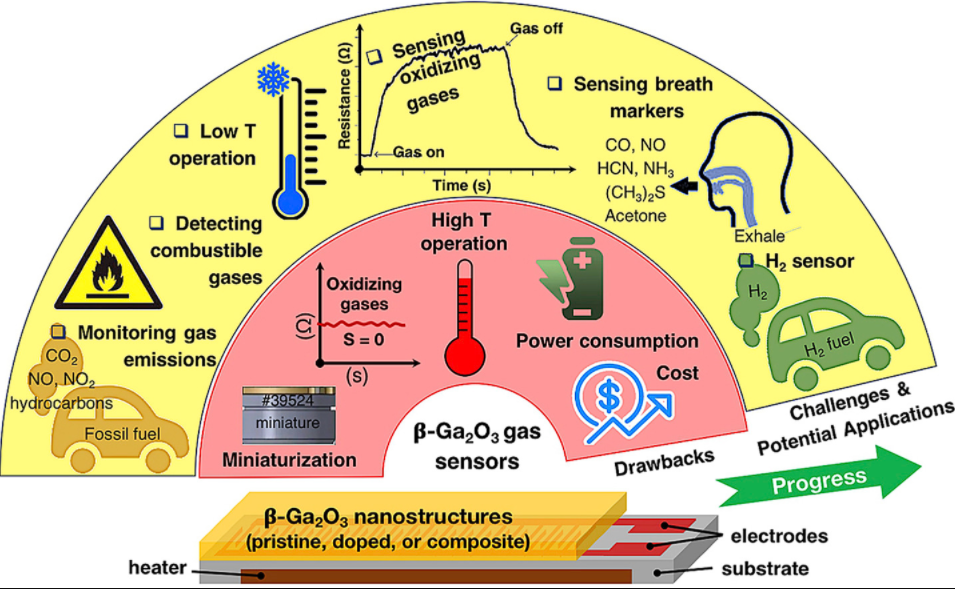 Gas off
❑ Sensing
oxidizing
gases
Resistance (Ω)
Gas on
Time (s)
❑ Sensing breath
markers
CO, NO
HCN, NH₃
(CH₃)₂S
Acetone
Exhale
❑ Low T
operation
❑ Detecting
combustible
gases
❑ H₂ sensor
H₂
H₂ fuel
❑ Monitoring gas
emissions
CO₂
NO, NO₂
hydrocarbons
Fossil fuel
High T
operation
Oxidizing
gases
S = 0
(Ω)
(s)
Power consumption
Cost
$
#39524
miniature
Miniaturization
β-Ga₂O₃ gas
sensors
Drawbacks
Challenges &
Potential Applications
Progress
β-Ga₂O₃ nanostructures
(pristine, doped, or composite)
electrodes
heater
substrate